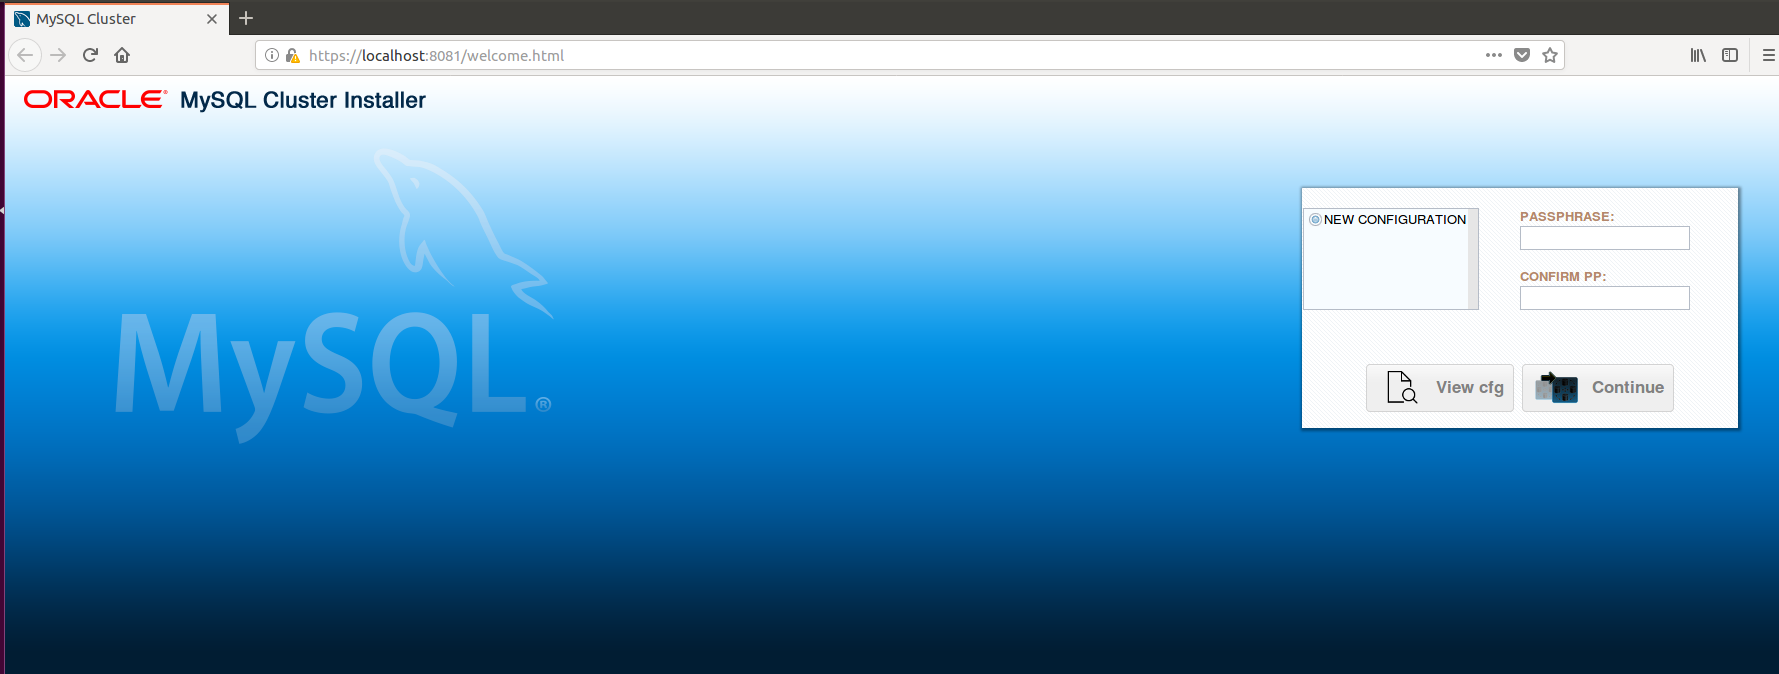 MySQL Cluster
https://localhost:8081/welcome.html
ORACLE® MySQL Cluster Installer
MySQL®
NEW CONFIGURATION
PASSPHRASE:
CONFIRM PP:
View cfg
Continue